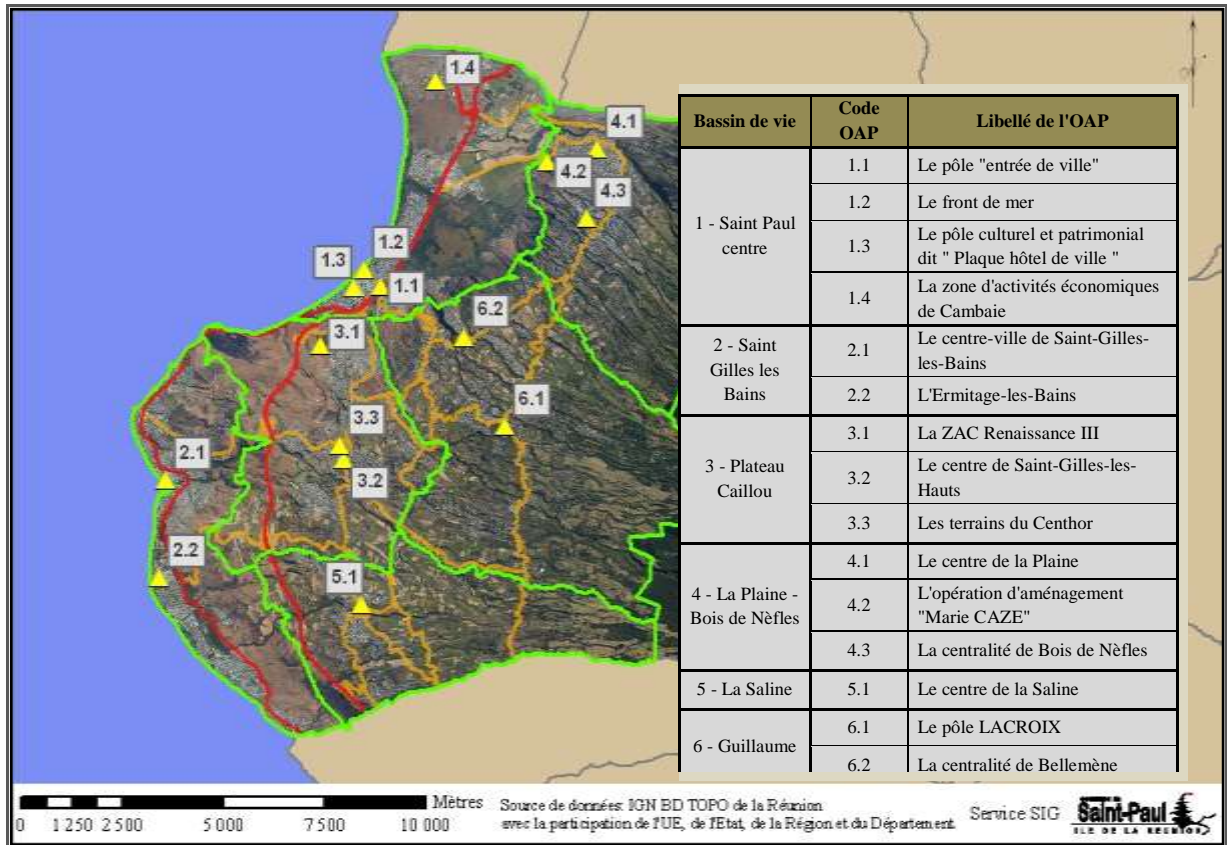 1.4
4.1
4.2
4.3
1.2
1.3
1.1
6.2
3.1
6.1
3.3
2.1
3.2
2.2
5.1
Bassin de vie
Code
OAP
Libellé de l'OAP
1 - Saint Paul
centre
1.1
Le pôle "entrée de ville"
1.2
Le front de mer
1.3
Le pôle culturel et patrimonial
dit " Plaque hôtel de ville "
1.4
La zone d'activités économiques
de Cambaie
2 - Saint
Gilles les
Bains
2.1
Le centre-ville de Saint-Gilles-
les-Bains
2.2
L'Ermitage-les-Bains
3 - Plateau
Caillou
3.1
La ZAC Renaissance III
3.2
Le centre de Saint-Gilles-les-
Hauts
3.3
Les terrains du Centhor
4 - La Plaine -
Bois de Nèfles
4.1
Le centre de la Plaine
4.2
L'opération d'aménagement
"Marie CAZE"
4.3
La centralité de Bois de Nèfles
5 - La Saline
5.1
Le centre de la Saline
6 - Guillaume
6.1
Le pôle LACROIX
6.2
La centralité de Bellemène
Mètres
0 1 250 2 500 5 000 7 500 10 000
Source de données: IGN BD TOPO de la Réunion
avec la participation de l'UE, de l'Etat, de la Région et du Département.
Service SIG
Saint-Paul
ILE DE LA REUNION